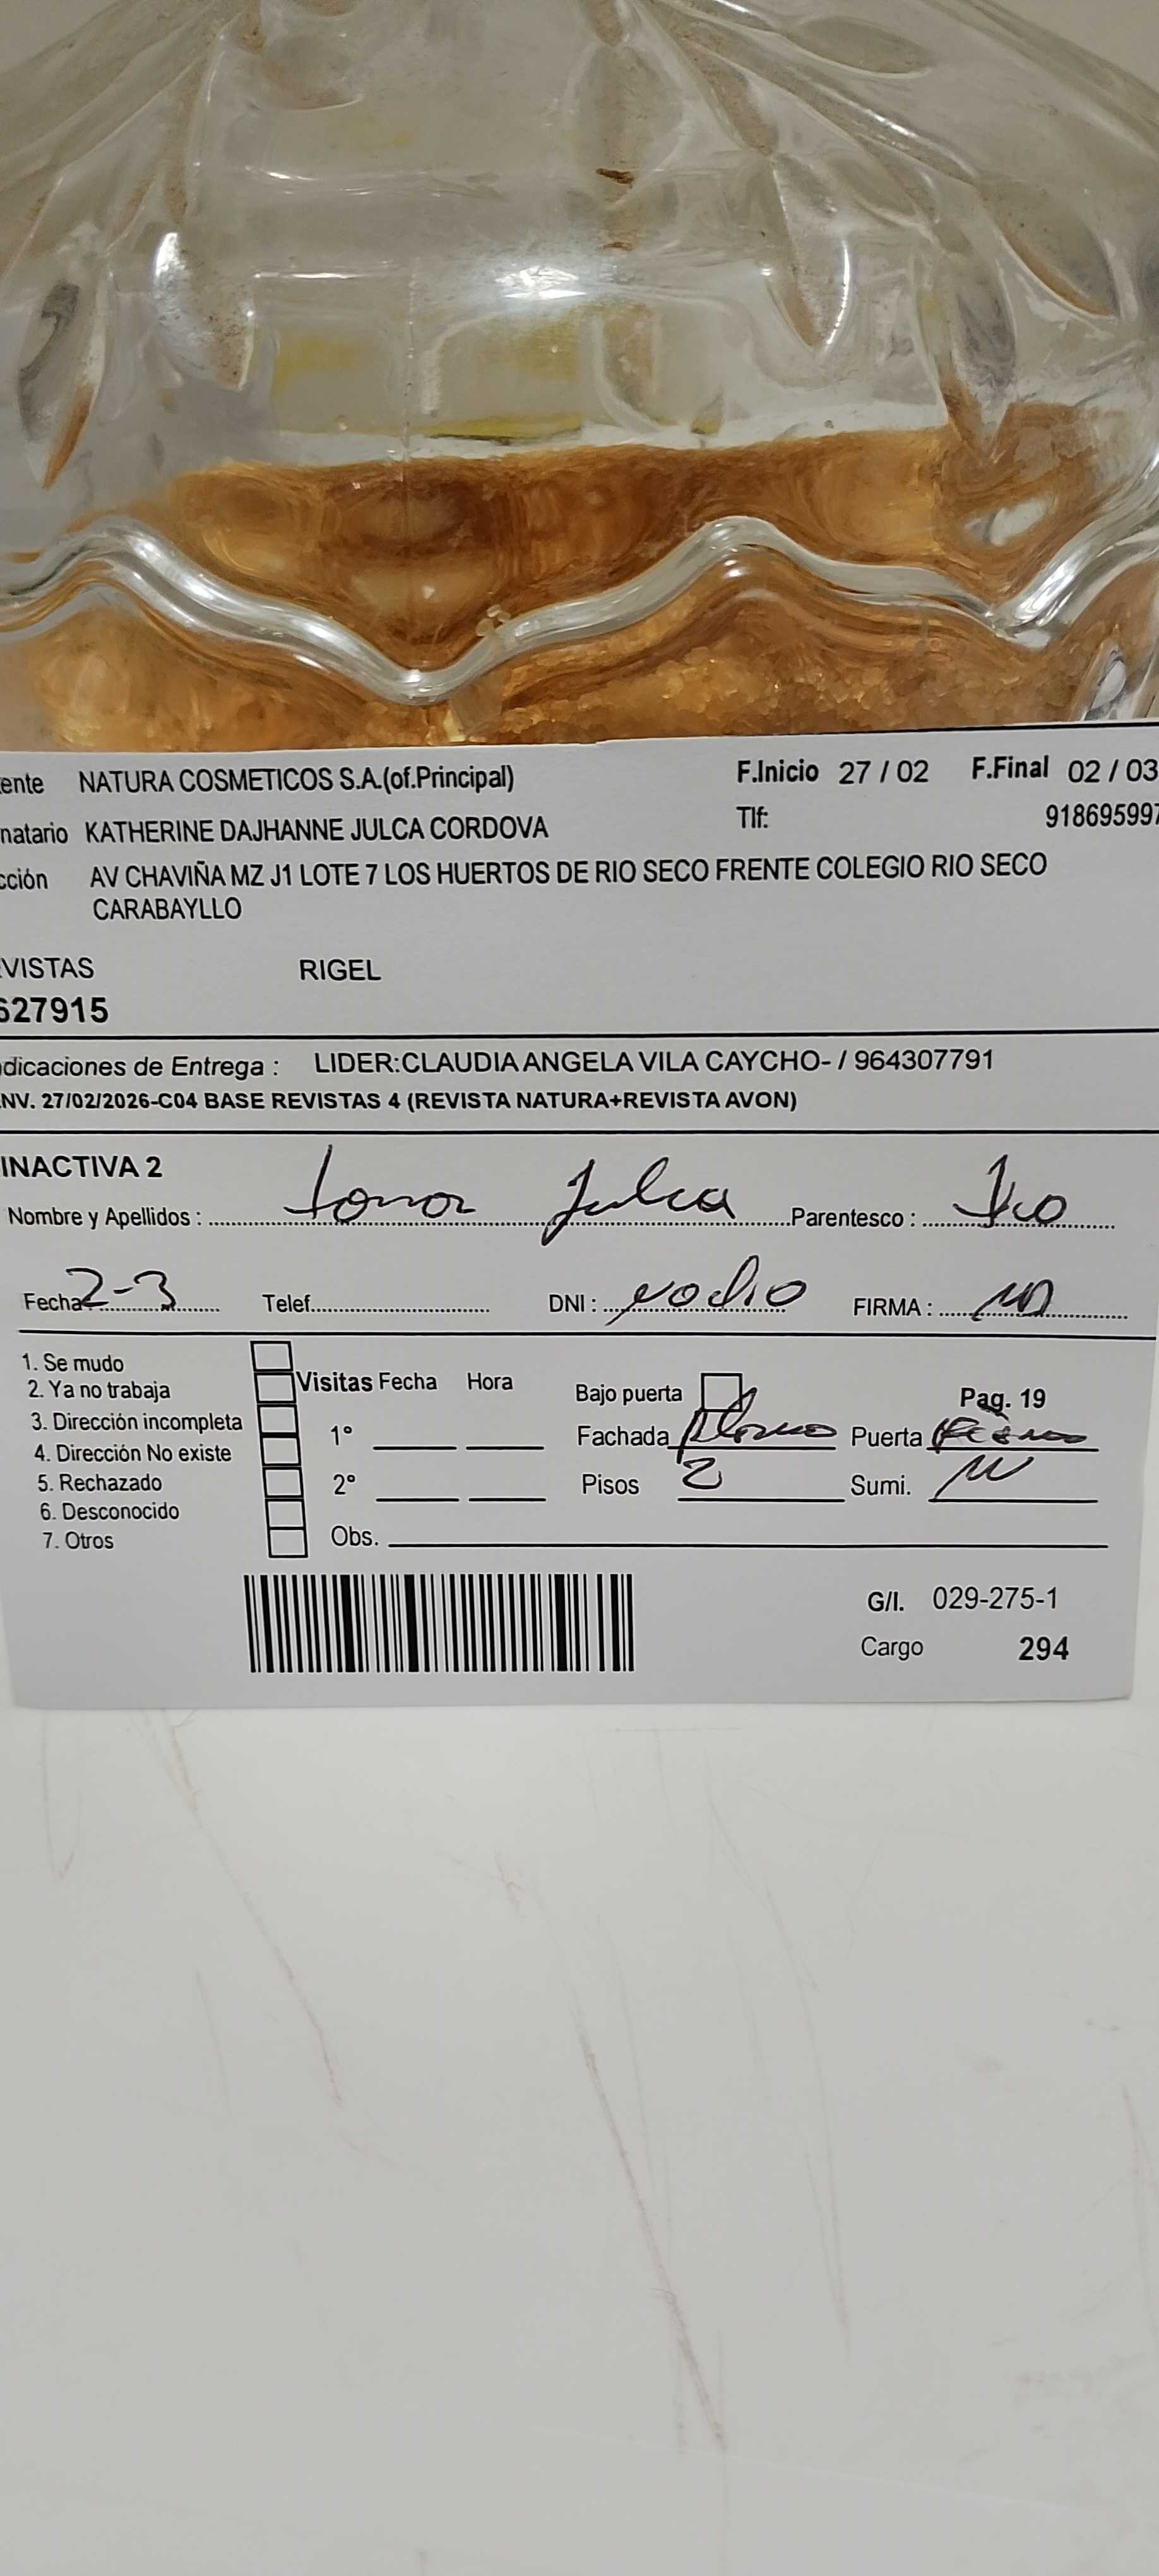 ente NATURA COSMETICOS S.A.(of.Principal) F.Inicio 27 / 02 F.Final 02 / 03
natario KATHERINE DAJHANNE JULCA CORDOVA Tlf: 918695997
cción AV CHAVIÑA MZ J1 LOTE 7 LOS HUERTOS DE RIO SECO FRENTE COLEGIO RIO SECO
CARABAYLLO
VISTAS RIGEL
627915
dicaciones de Entrega : LIDER:CLAUDIA ANGELA VILA CAYCHO- / 964307791
NV. 27/02/2026-C04 BASE REVISTAS 4 (REVISTA NATURA+REVISTA AVON)
INACTIVA 2
Nombre y Apellidos : Julca Parentesco :
Fecha 2-3 Telef. DNI : FIRMA :
1. Se mudo
2. Ya no trabaja Visitas Fecha Hora Bajo puerta Pag. 19
3. Dirección incompleta 1° Fachada Puerta
4. Dirección No existe
5. Rechazado 2° Pisos 2 Sumi.
6. Desconocido
7. Otros Obs.
G/I. 029-275-1
Cargo 294